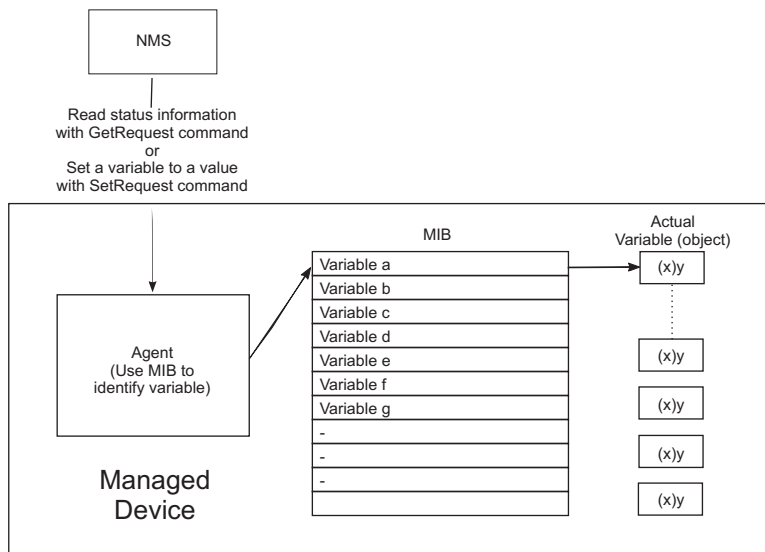 NMS
Read status information
with GetRequest command
or
Set a variable to a value
with SetRequest command
Agent
(Use MIB to
identify variable)
Managed
Device
MIB
Variable a
Variable b
Variable c
Variable d
Variable e
Variable f
Variable g
-
-
-
Actual
Variable (object)
(x)y
(x)y
(x)y
(x)y
(x)y